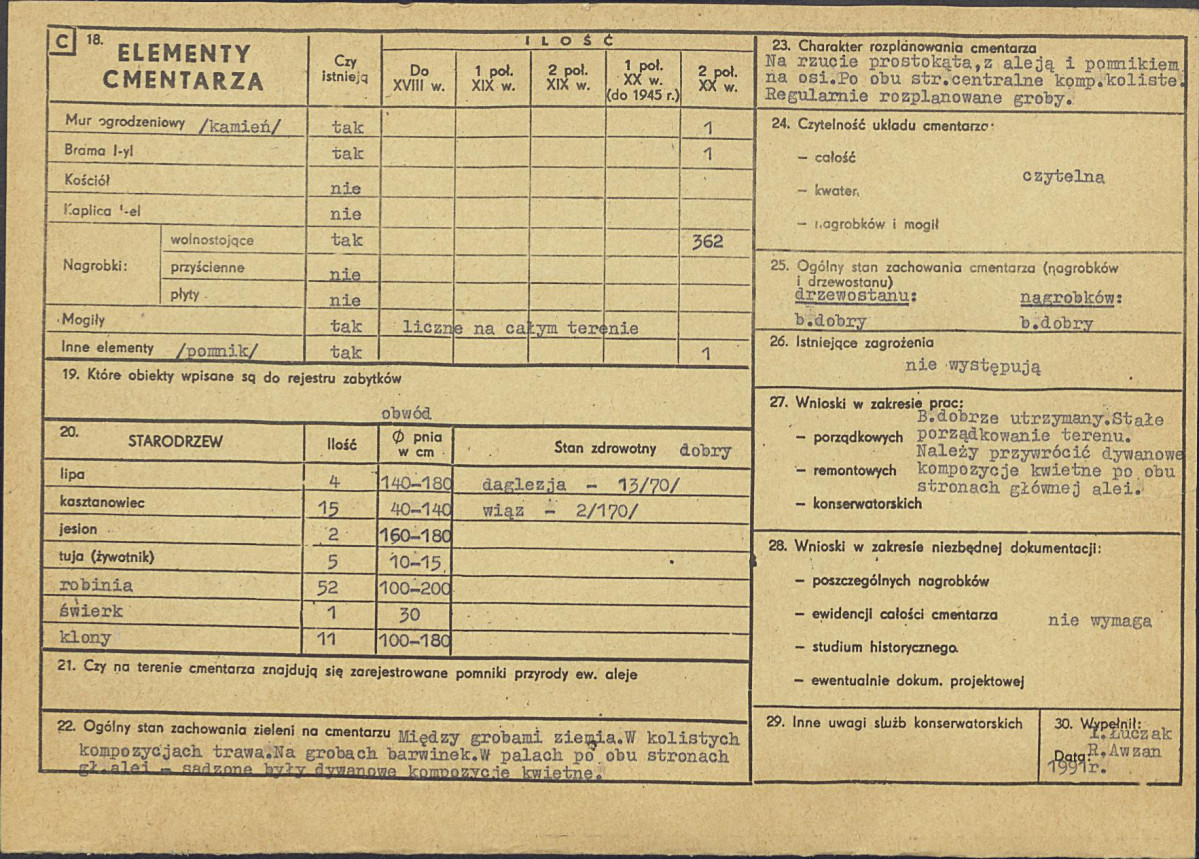 C 18. ELEMENTY CMENTARZA
Czy istnieją
ILOŚĆ
Do XVIII w.
1 poł. XIX w.
2 poł. XIX w.
1 poł. XX w. (do 1945 r.)
2 poł. XX w.
Mur ogrodzeniowy /kamień/ tak 1
Brama I-yl tak 1
Kościół nie
Kaplica nie
Nagrobki:
wolnostojące tak 362
przyścienne nie
płyty nie
Mogiły tak liczne na całym terenie
Inne elementy /pomnik/ tak 1
19. Które obiekty wpisane są do rejestru zabytków
20. STARODRZEW
Ilość
obwód
Ø pnia w cm
Stan zdrowotny dobry
lipa 4 140-180 daglezja - 13/70/
kasztanowiec 15 40-140 wiąz - 2/170/
jesion 2 160-180
tuja (żywotnik) 5 10-15
robinia 52 100-200
świerk 1 30
klony 11 100-180
21. Czy na terenie cmentarza znajdują się zarejestrowane pomniki przyrody ew. aleje
22. Ogólny stan zachowania zieleni na cmentarzu Między grobami ziemia.W kolistych
kompozycjach trawa.Na grobach barwinek.W palach po obu stronach
gł.alei - sadzone były dywanowe kompozycje kwietne.
23. Charakter rozplanowania cmentarza
Na rzucie prostokąta,z aleją i pomnikiem
na osi.Po obu str.centralne komp.koliste.
Regularnie rozplanowane groby.
24. Czytelność układu cmentarza
- całość
czytelna
- kwater
- nagrobków i mogił
25. Ogólny stan zachowania cmentarza (nagrobków
i drzewostanu)
drzewostanu: nagrobków:
b.dobry b.dobry
26. Istniejące zagrożenia
nie występują
27. Wnioski w zakresie prac:
B.dobrze utrzymany.Stałe
- porządkowych porządkowanie terenu.
Należy przywrócić dywanowe
- remontowych kompozycje kwietne po obu
stronach głównej alei.
- konserwatorskich
28. Wnioski w zakresie niezbędnej dokumentacji:
- poszczególnych nagrobków
- ewidencji całości cmentarza
nie wymaga
- studium historycznego
- ewentualnie dokum. projektowej
29. Inne uwagi służb konserwatorskich
30. Wypełnił:
I.Łuczak
R.Awzan
Data:
1991r.